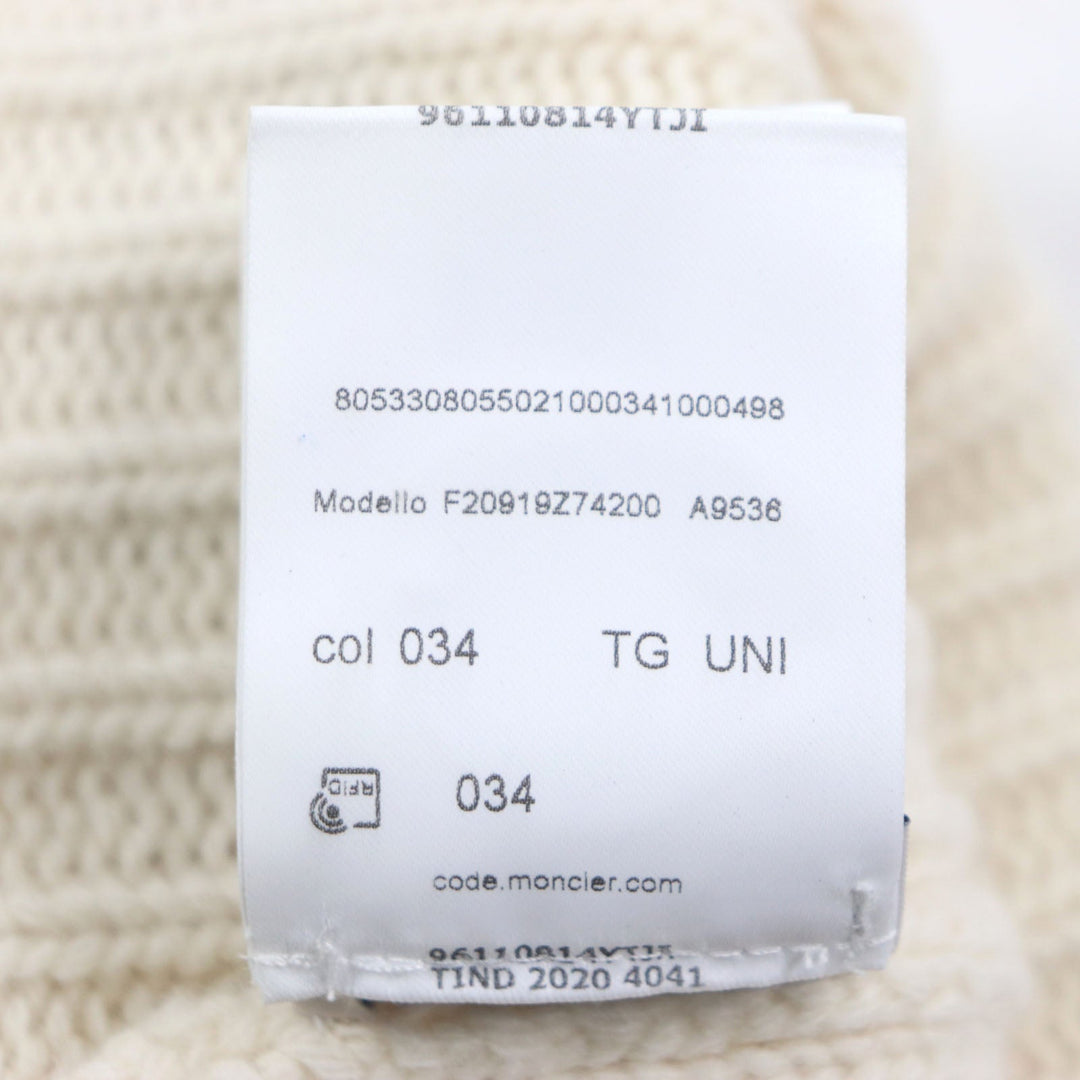 96110814YTJI
8053308055021000341000498
Modello F20919Z74200 A9536
col 034 TG UNI
RFID 034
code.moncler.com
96110814YTJI
TIND 2020 4041